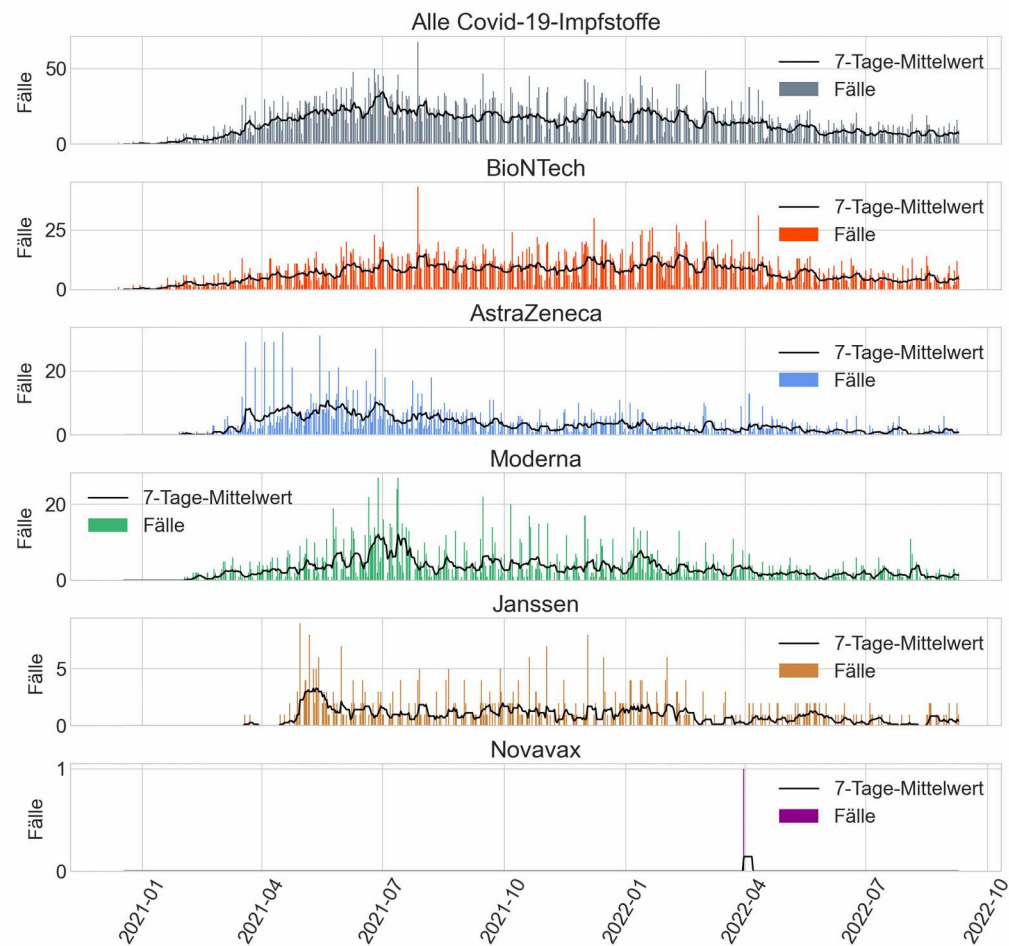 Alle Covid-19-Impfstoffe
Fälle
50
0
7-Tage-Mittelwert
Fälle
BioNTech
Fälle
25
0
7-Tage-Mittelwert
Fälle
AstraZeneca
Fälle
20
0
7-Tage-Mittelwert
Fälle
Moderna
Fälle
20
0
7-Tage-Mittelwert
Fälle
Janssen
Fälle
5
0
7-Tage-Mittelwert
Fälle
Novavax
Fälle
1
0
7-Tage-Mittelwert
Fälle
2021-01
2021-04
2021-07
2021-10
2022-01
2022-04
2022-07
2022-10